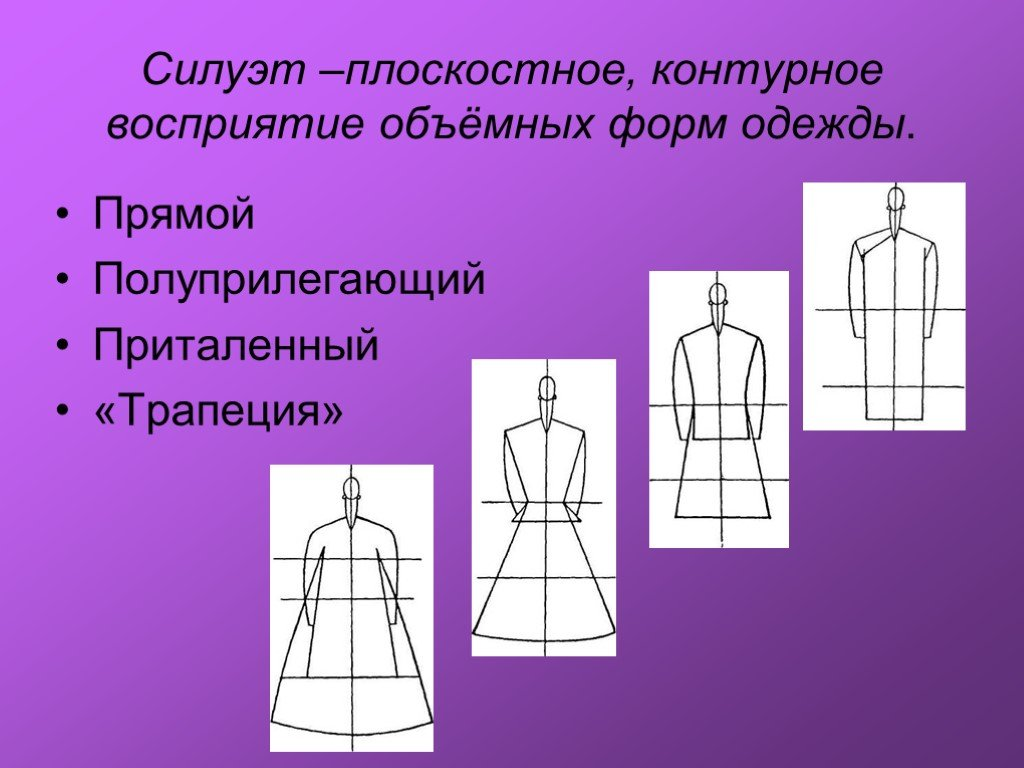 Силуэт –плоскостное, контурное
восприятие объёмных форм одежды.
• Прямой
• Полуприлегающий
• Приталенный
• «Трапеция»